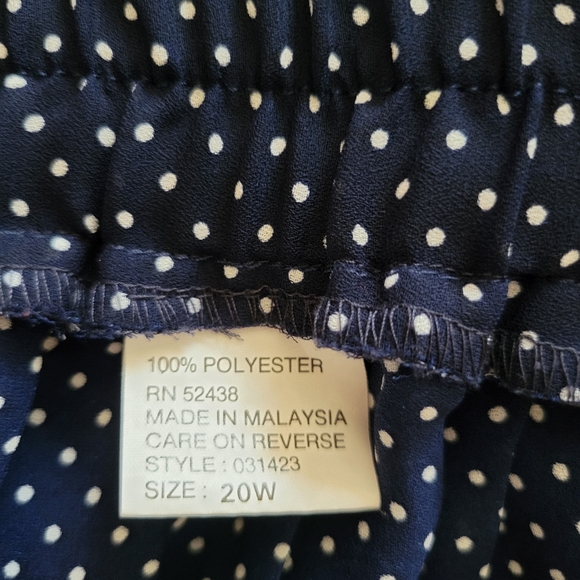 100% POLYESTER
RN 52438
MADE IN MALAYSIA
CARE ON REVERSE
STYLE : 031423
SIZE : 20W